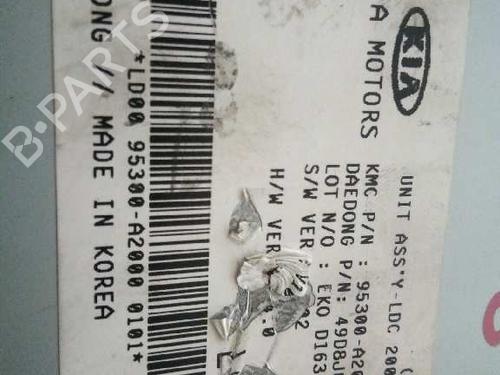 KIA
A MOTORS
UNIT ASS'Y-LDC 200
KMC P/N : 95300-A20
DAEDONG P/N: 49D8J
LOT N/O : EKO D163
S/W VER
H/W VER
*LD00 95300-A2000 0101*
ONG // MADE IN KOREA
B-PARTS